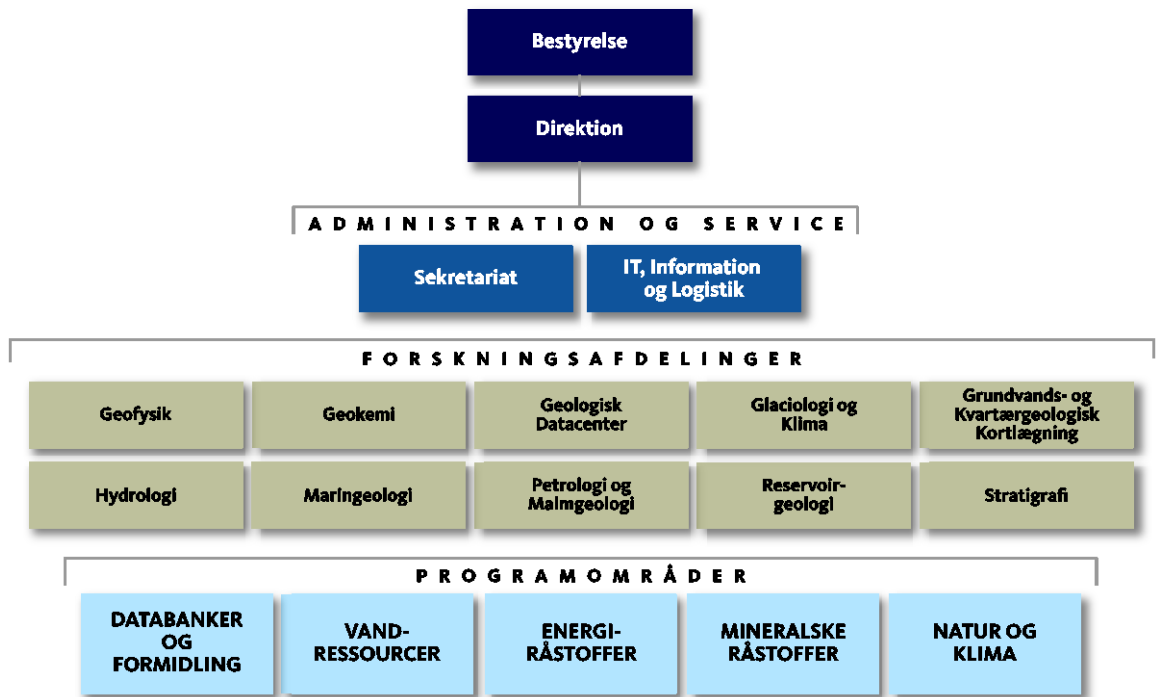 Bestyrelse
Direktion
ADMINISTRATION OG SERVICE
Sekretariat
IT, Information
og Logistik
FORSKNINGSAFDELINGER
Geofysik
Geokemi
Geologisk
Datacenter
Glaciologi og
Klima
Grundvands- og
Kvartærgeologisk
Kortlægning
Hydrologi
Maringeologi
Petrologi og
Malmgeologi
Reservoir-
geologi
Stratigrafi
PROGRAMOMRÅDER
DATABANKER
OG
FORMIDLING
VAND-
RESSOURCER
ENERGI-
RÅSTOFFER
MINERALSKE
RÅSTOFFER
NATUR OG
KLIMA